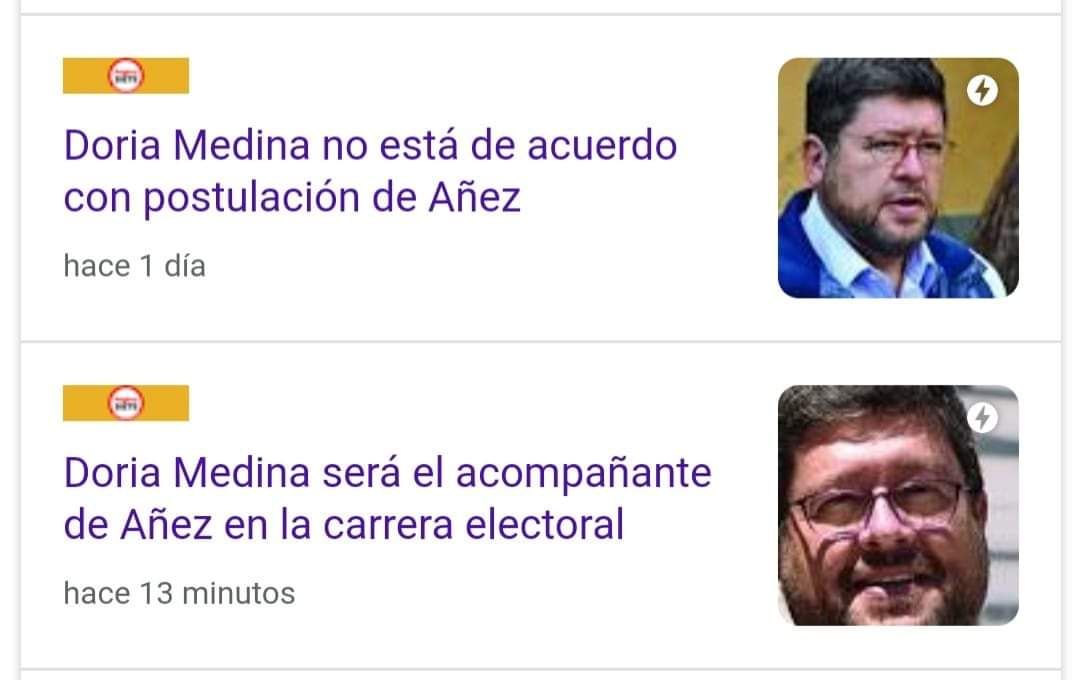 Doria Medina no está de acuerdo
con postulación de Añez
hace 1 día
Doria Medina será el acompañante
de Añez en la carrera electoral
hace 13 minutos